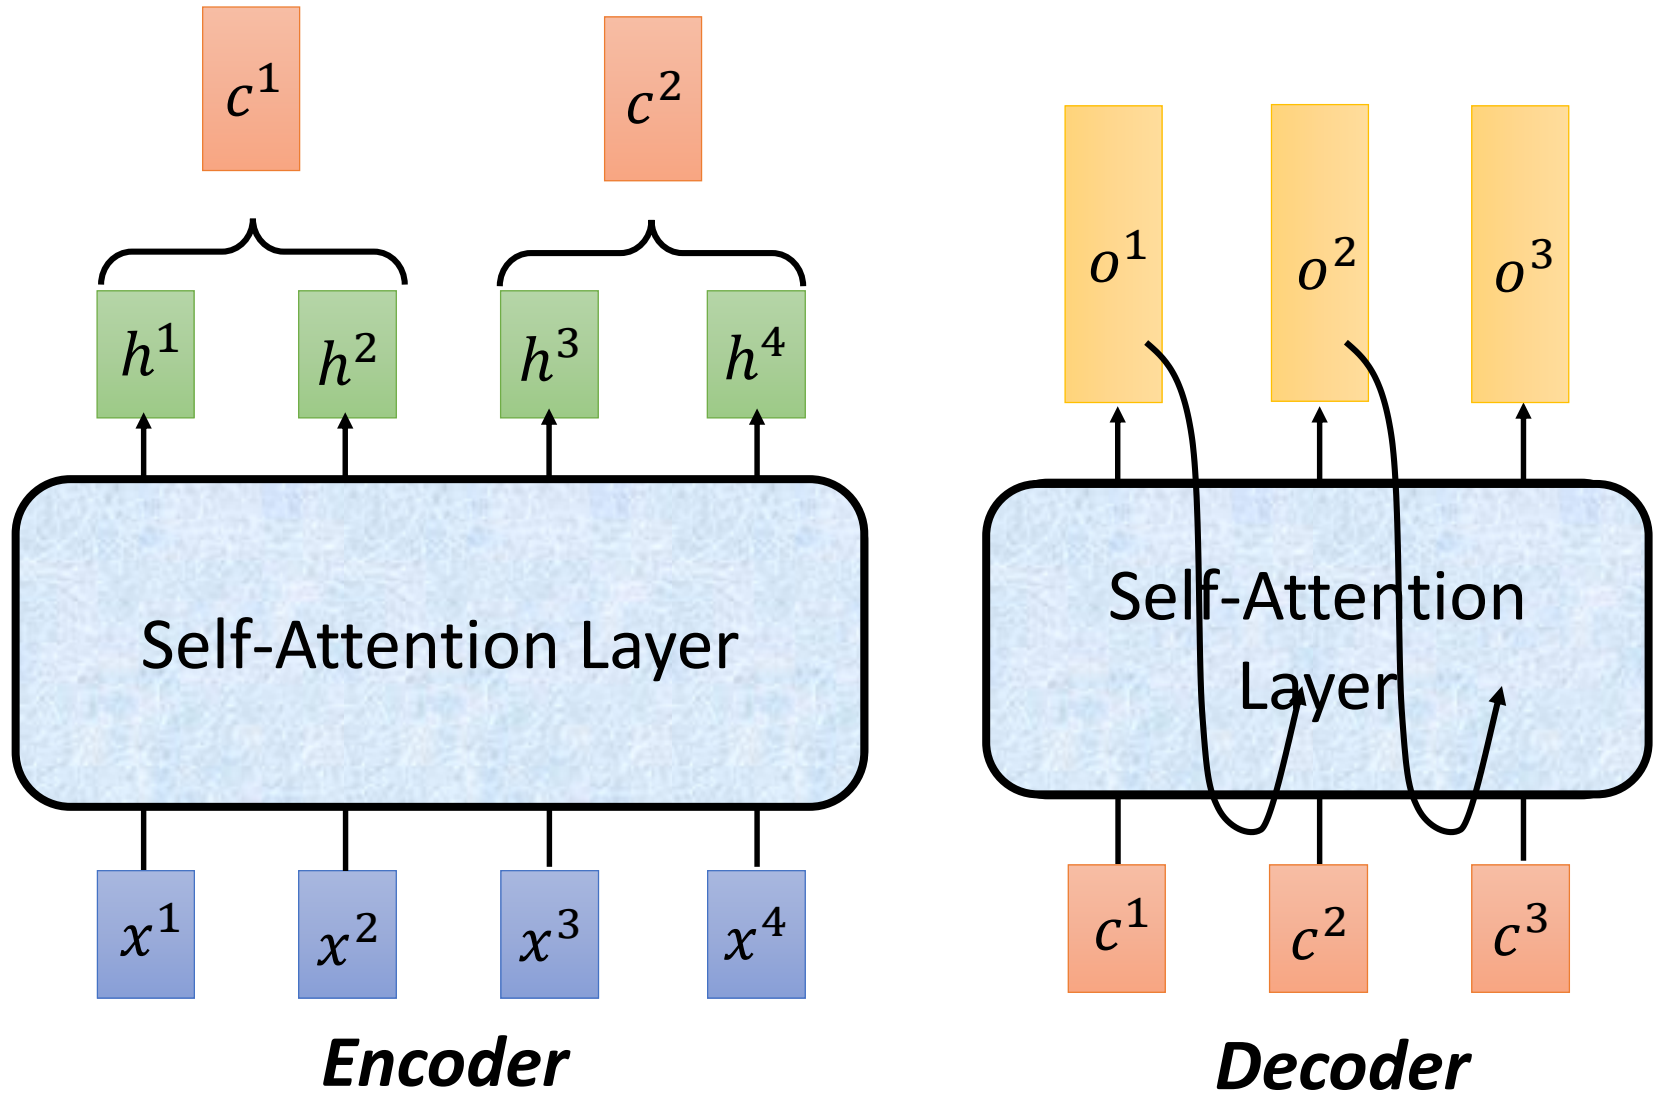 c¹ c²
h¹ h² h³ h⁴
Self-Attention Layer
x¹ x² x³ x⁴
Encoder
o¹ o² o³
Self-Attention
Layer
c¹ c² c³
Decoder